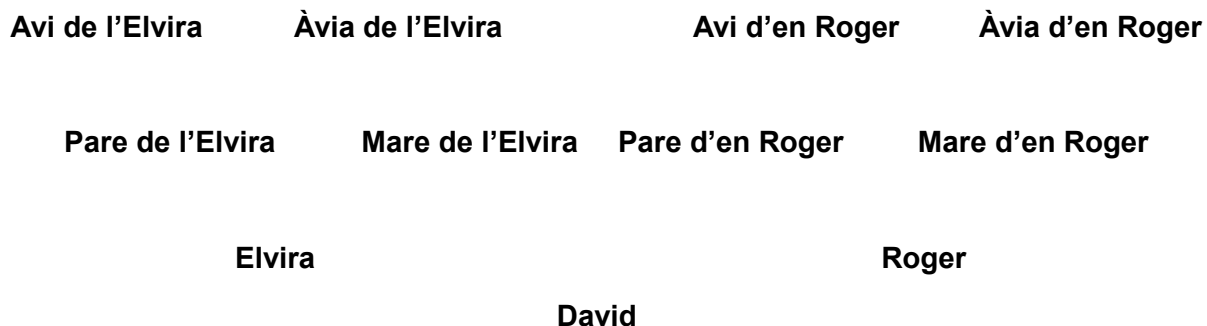 Avi de l’Elvira Àvia de l’Elvira Avi d’en Roger Àvia d’en Roger
Pare de l’Elvira Mare de l’Elvira Pare d’en Roger Mare d’en Roger
Elvira Roger
David